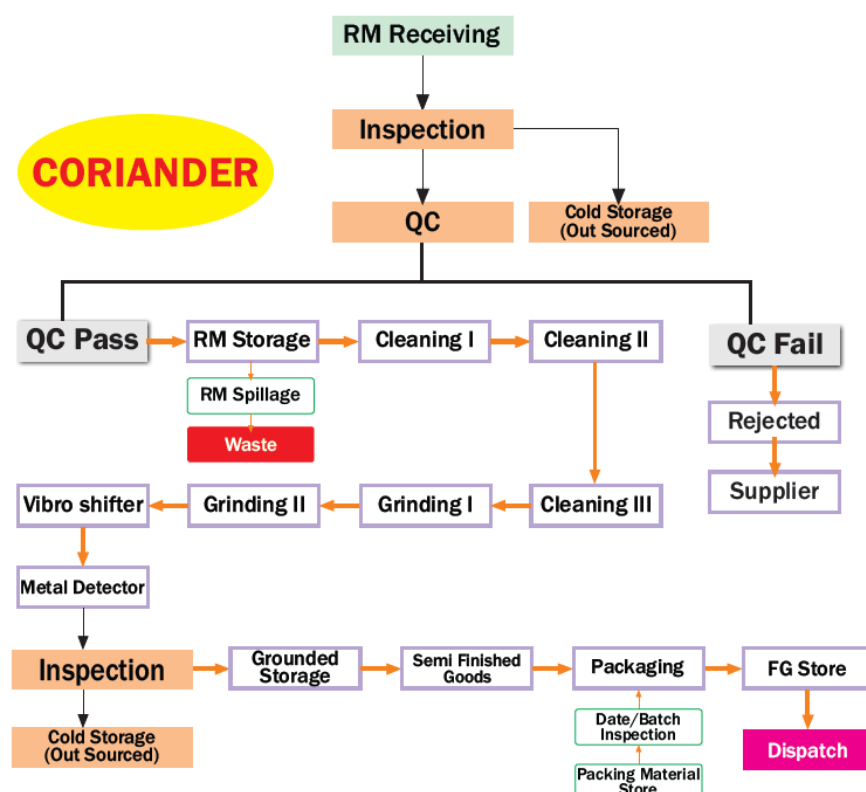 RM Receiving
Inspection
CORIANDER
QC
Cold Storage
(Out Sourced)
QC Pass
RM Storage
Cleaning I
Cleaning II
QC Fail
RM Spillage
Waste
Rejected
Supplier
Vibro shifter
Grinding II
Grinding I
Cleaning III
Metal Detector
Inspection
Grounded
Storage
Semi Finished
Goods
Packaging
FG Store
Cold Storage
(Out Sourced)
Date/Batch
Inspection
Dispatch
Packing Material
Store